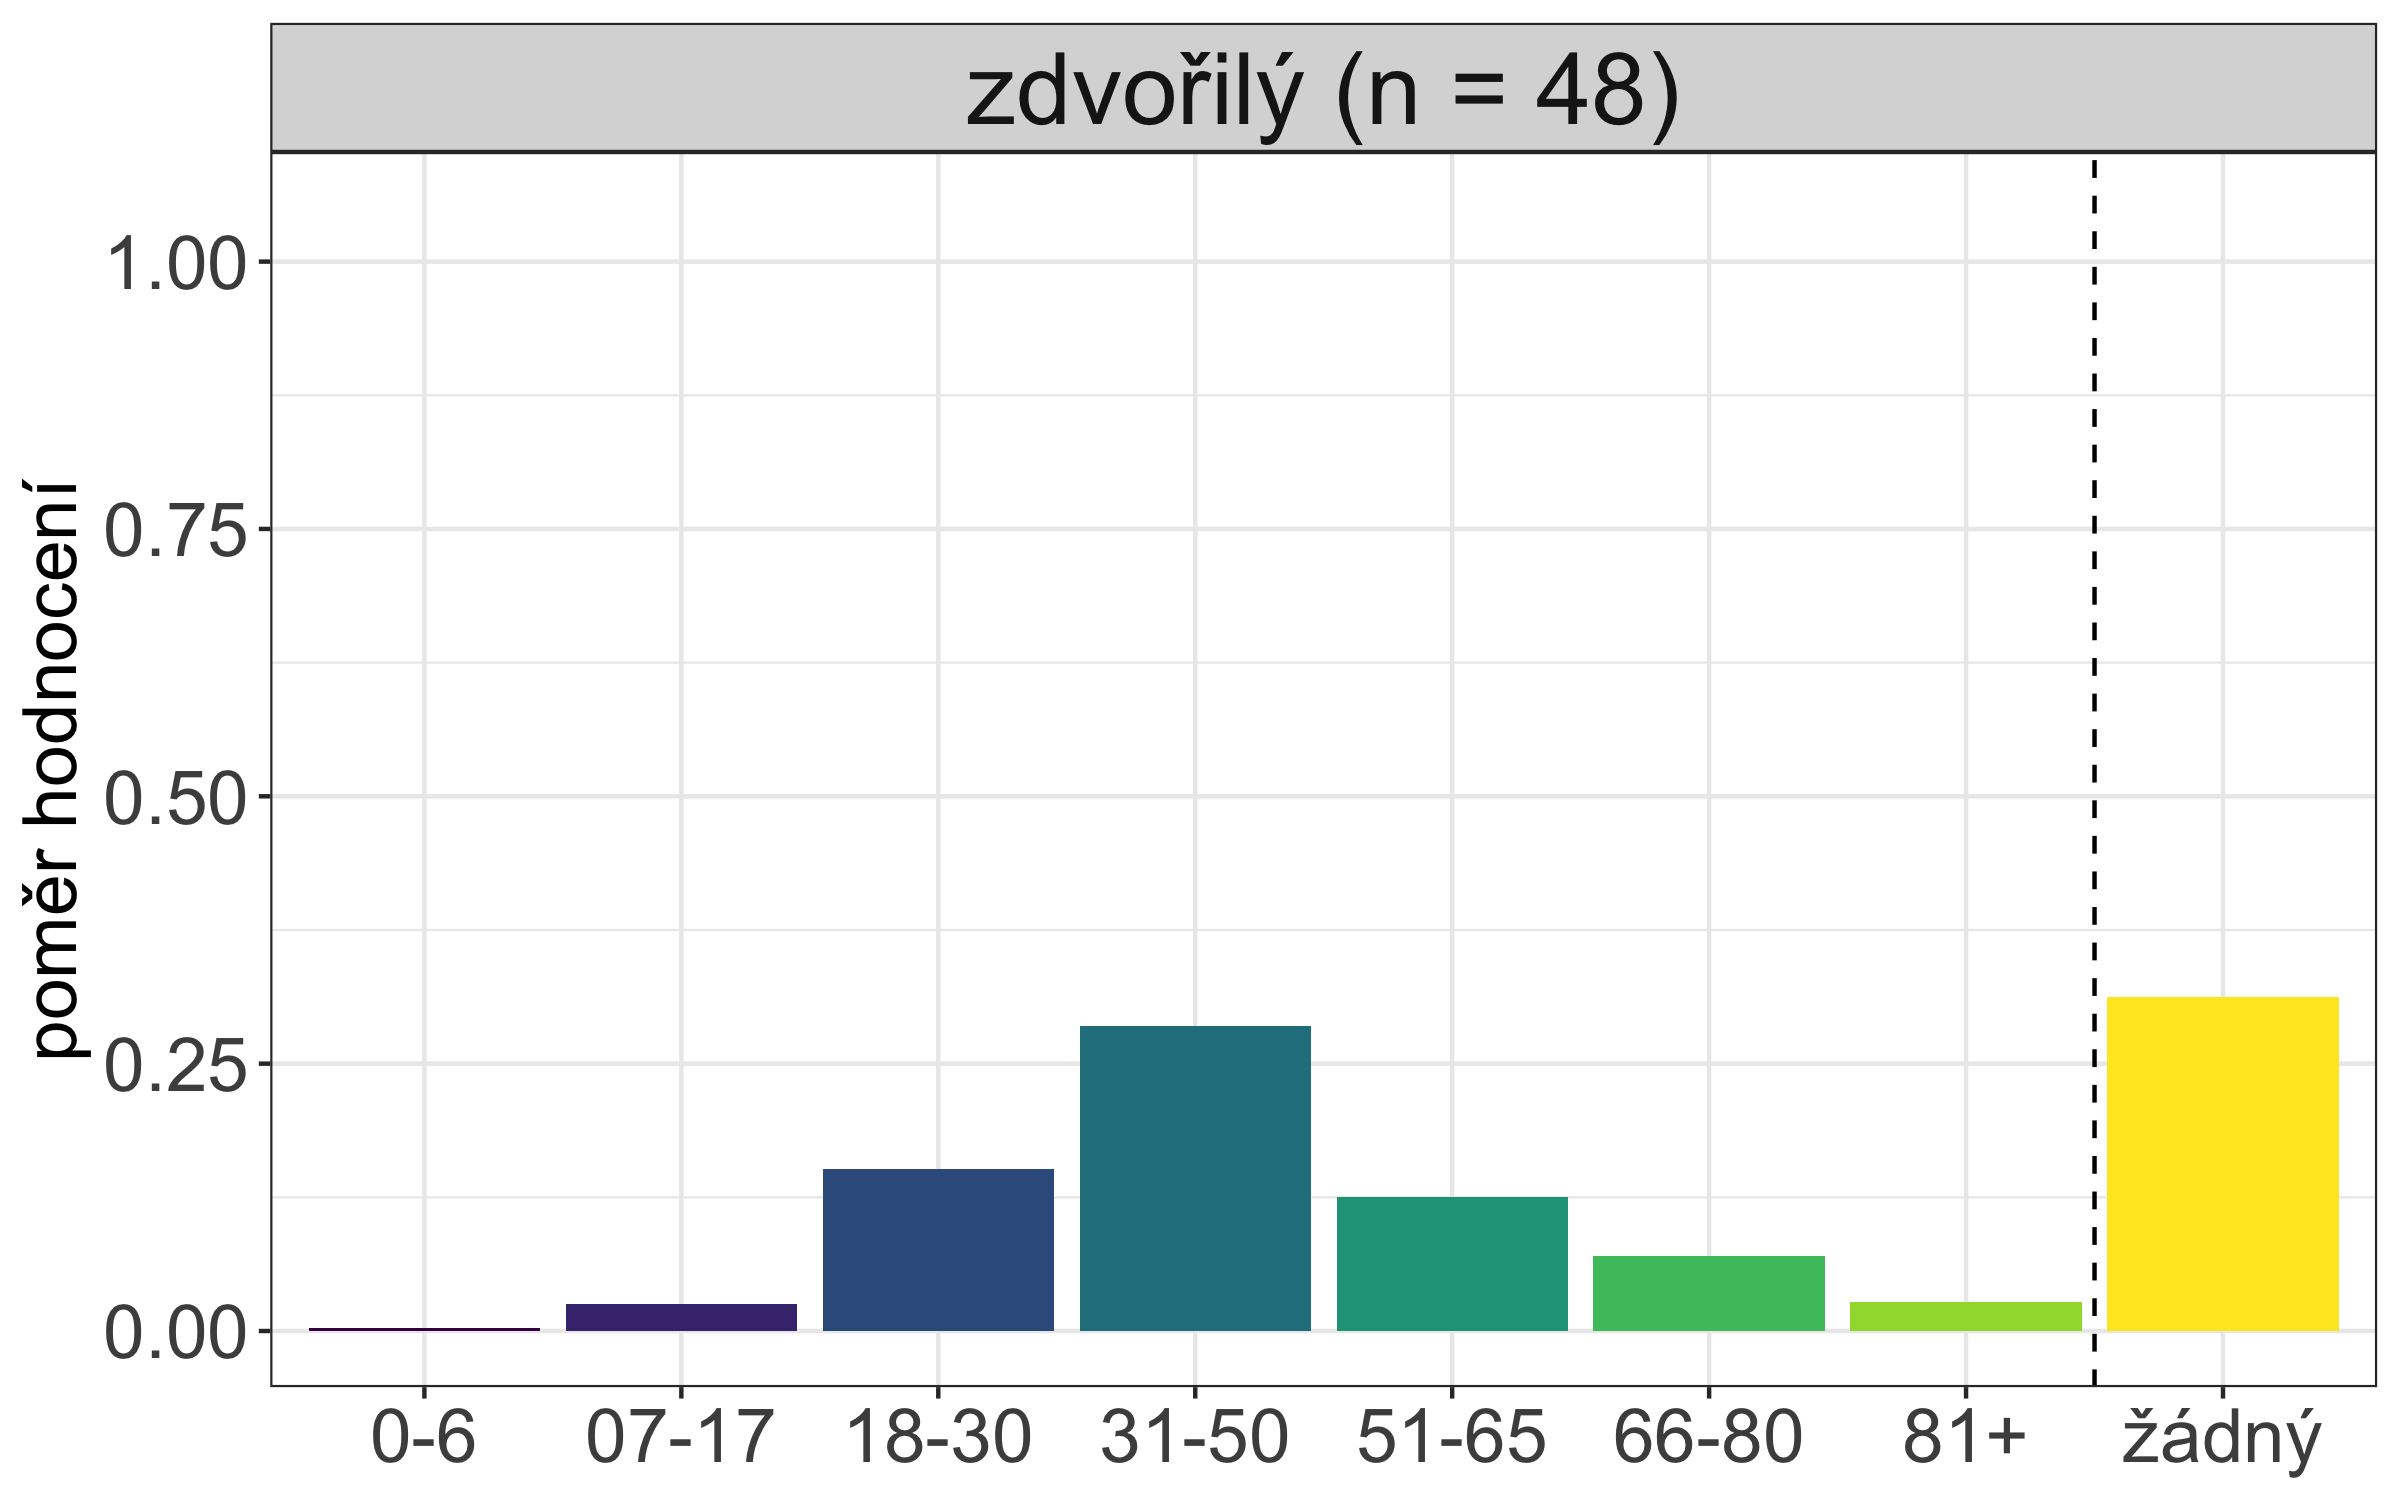 zdvořilý (n = 48)
poměr hodnocení
1.00
0.75
0.50
0.25
0.00
0-6 07-17 18-30 31-50 51-65 66-80 81+ žádný